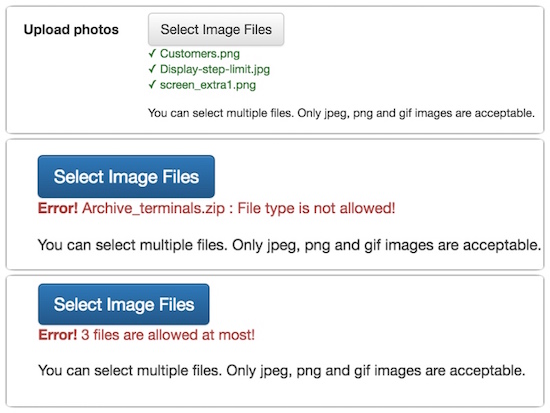 Upload photos Select Image Files
✓ Customers.png
✓ Display-step-limit.jpg
✓ screen_extra1.png
You can select multiple files. Only jpeg, png and gif images are acceptable.
Select Image Files
Error! Archive_terminals.zip : File type is not allowed!
You can select multiple files. Only jpeg, png and gif images are acceptable.
Select Image Files
Error! 3 files are allowed at most!
You can select multiple files. Only jpeg, png and gif images are acceptable.